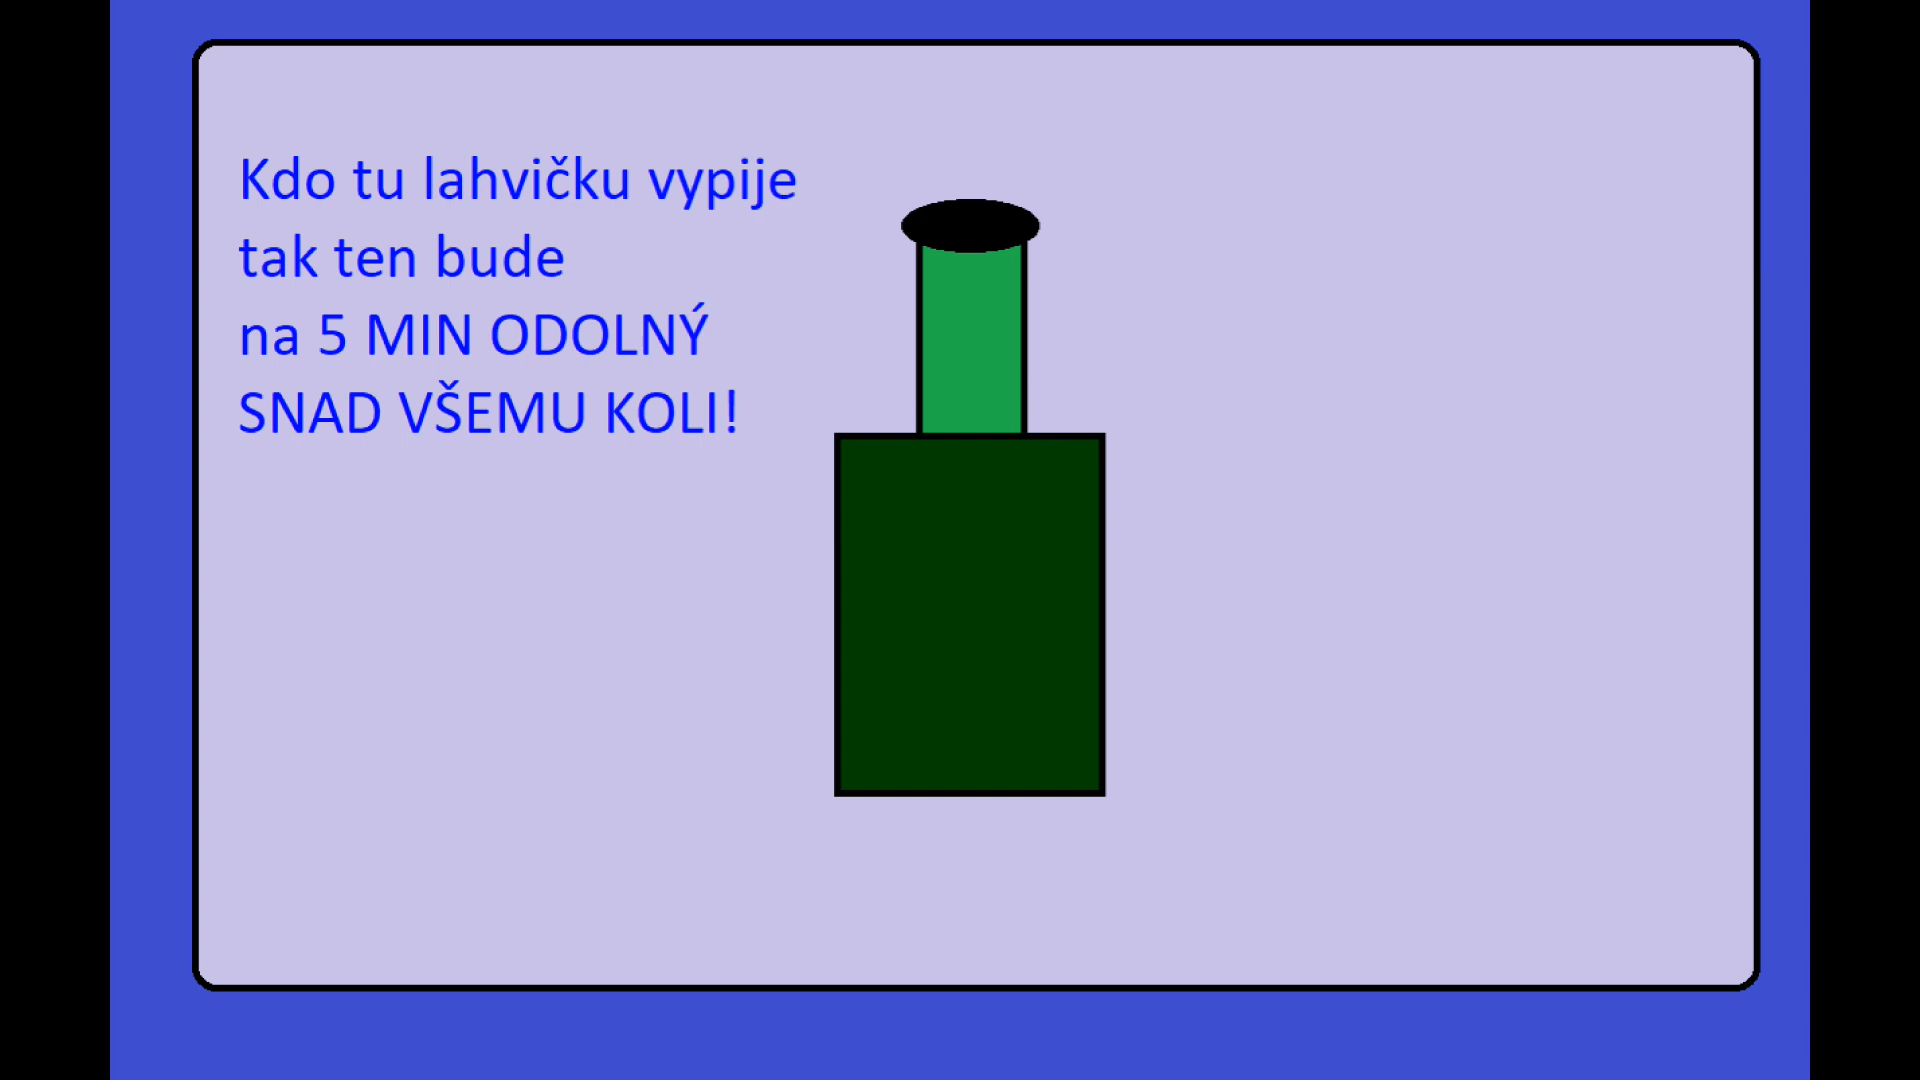 Kdo tu lahvičku vypije
tak ten bude
na 5 MIN ODOLNÝ
SNAD VŠEMU KOLI!